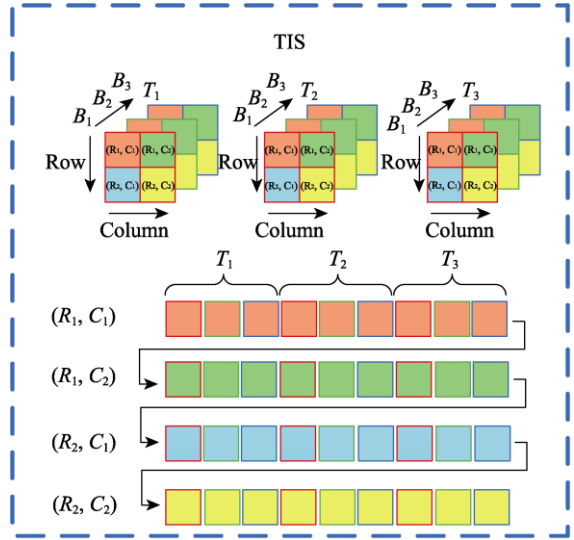 TIS
B₁ B₂ B₃ T₁
B₁ B₂ B₃ T₂
B₁ B₂ B₃ T₃
Row
(R₁, C₁) (R₁, C₂)
(R₂, C₁) (R₂, C₂)
Column
Row
(R₁, C₁) (R₁, C₂)
(R₂, C₁) (R₂, C₂)
Column
Row
(R₁, C₁) (R₁, C₂)
(R₂, C₁) (R₂, C₂)
Column
T₁ T₂ T₃
(R₁, C₁)
(R₁, C₂)
(R₂, C₁)
(R₂, C₂)